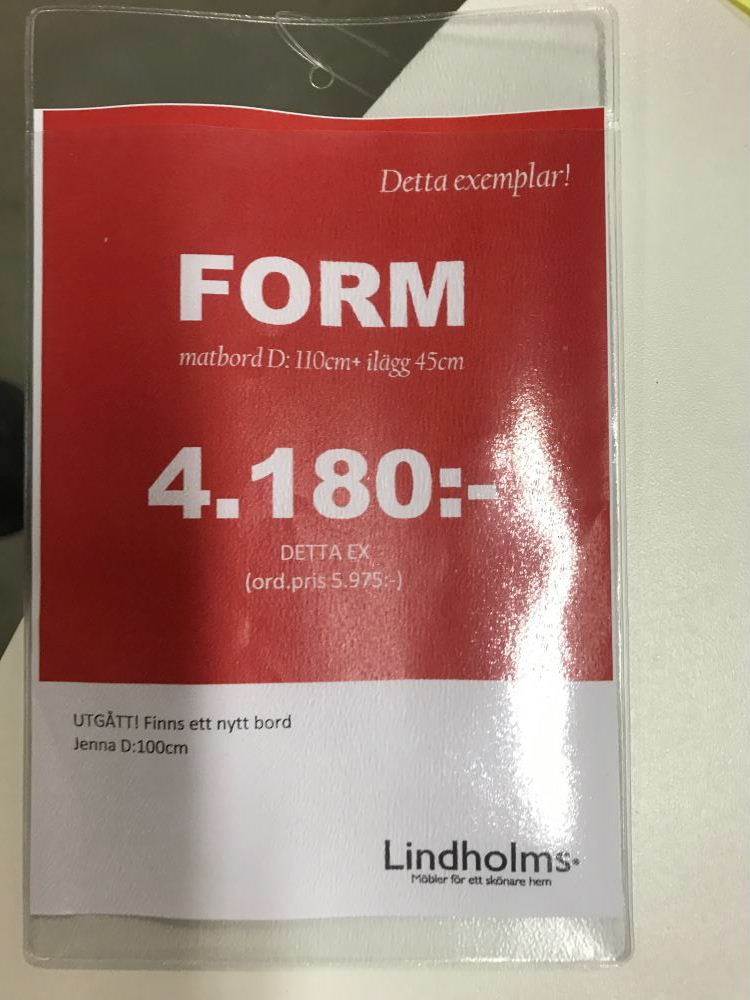 Detta exemplar!
FORM
matbord D: 110cm+ ilägg 45cm
4.180:-
DETTA EX
(ord.pris 5.975:-)
UTGÅTT! Finns ett nytt bord
Jenna D:100cm
Lindholms
Möbler för ett skönare hem